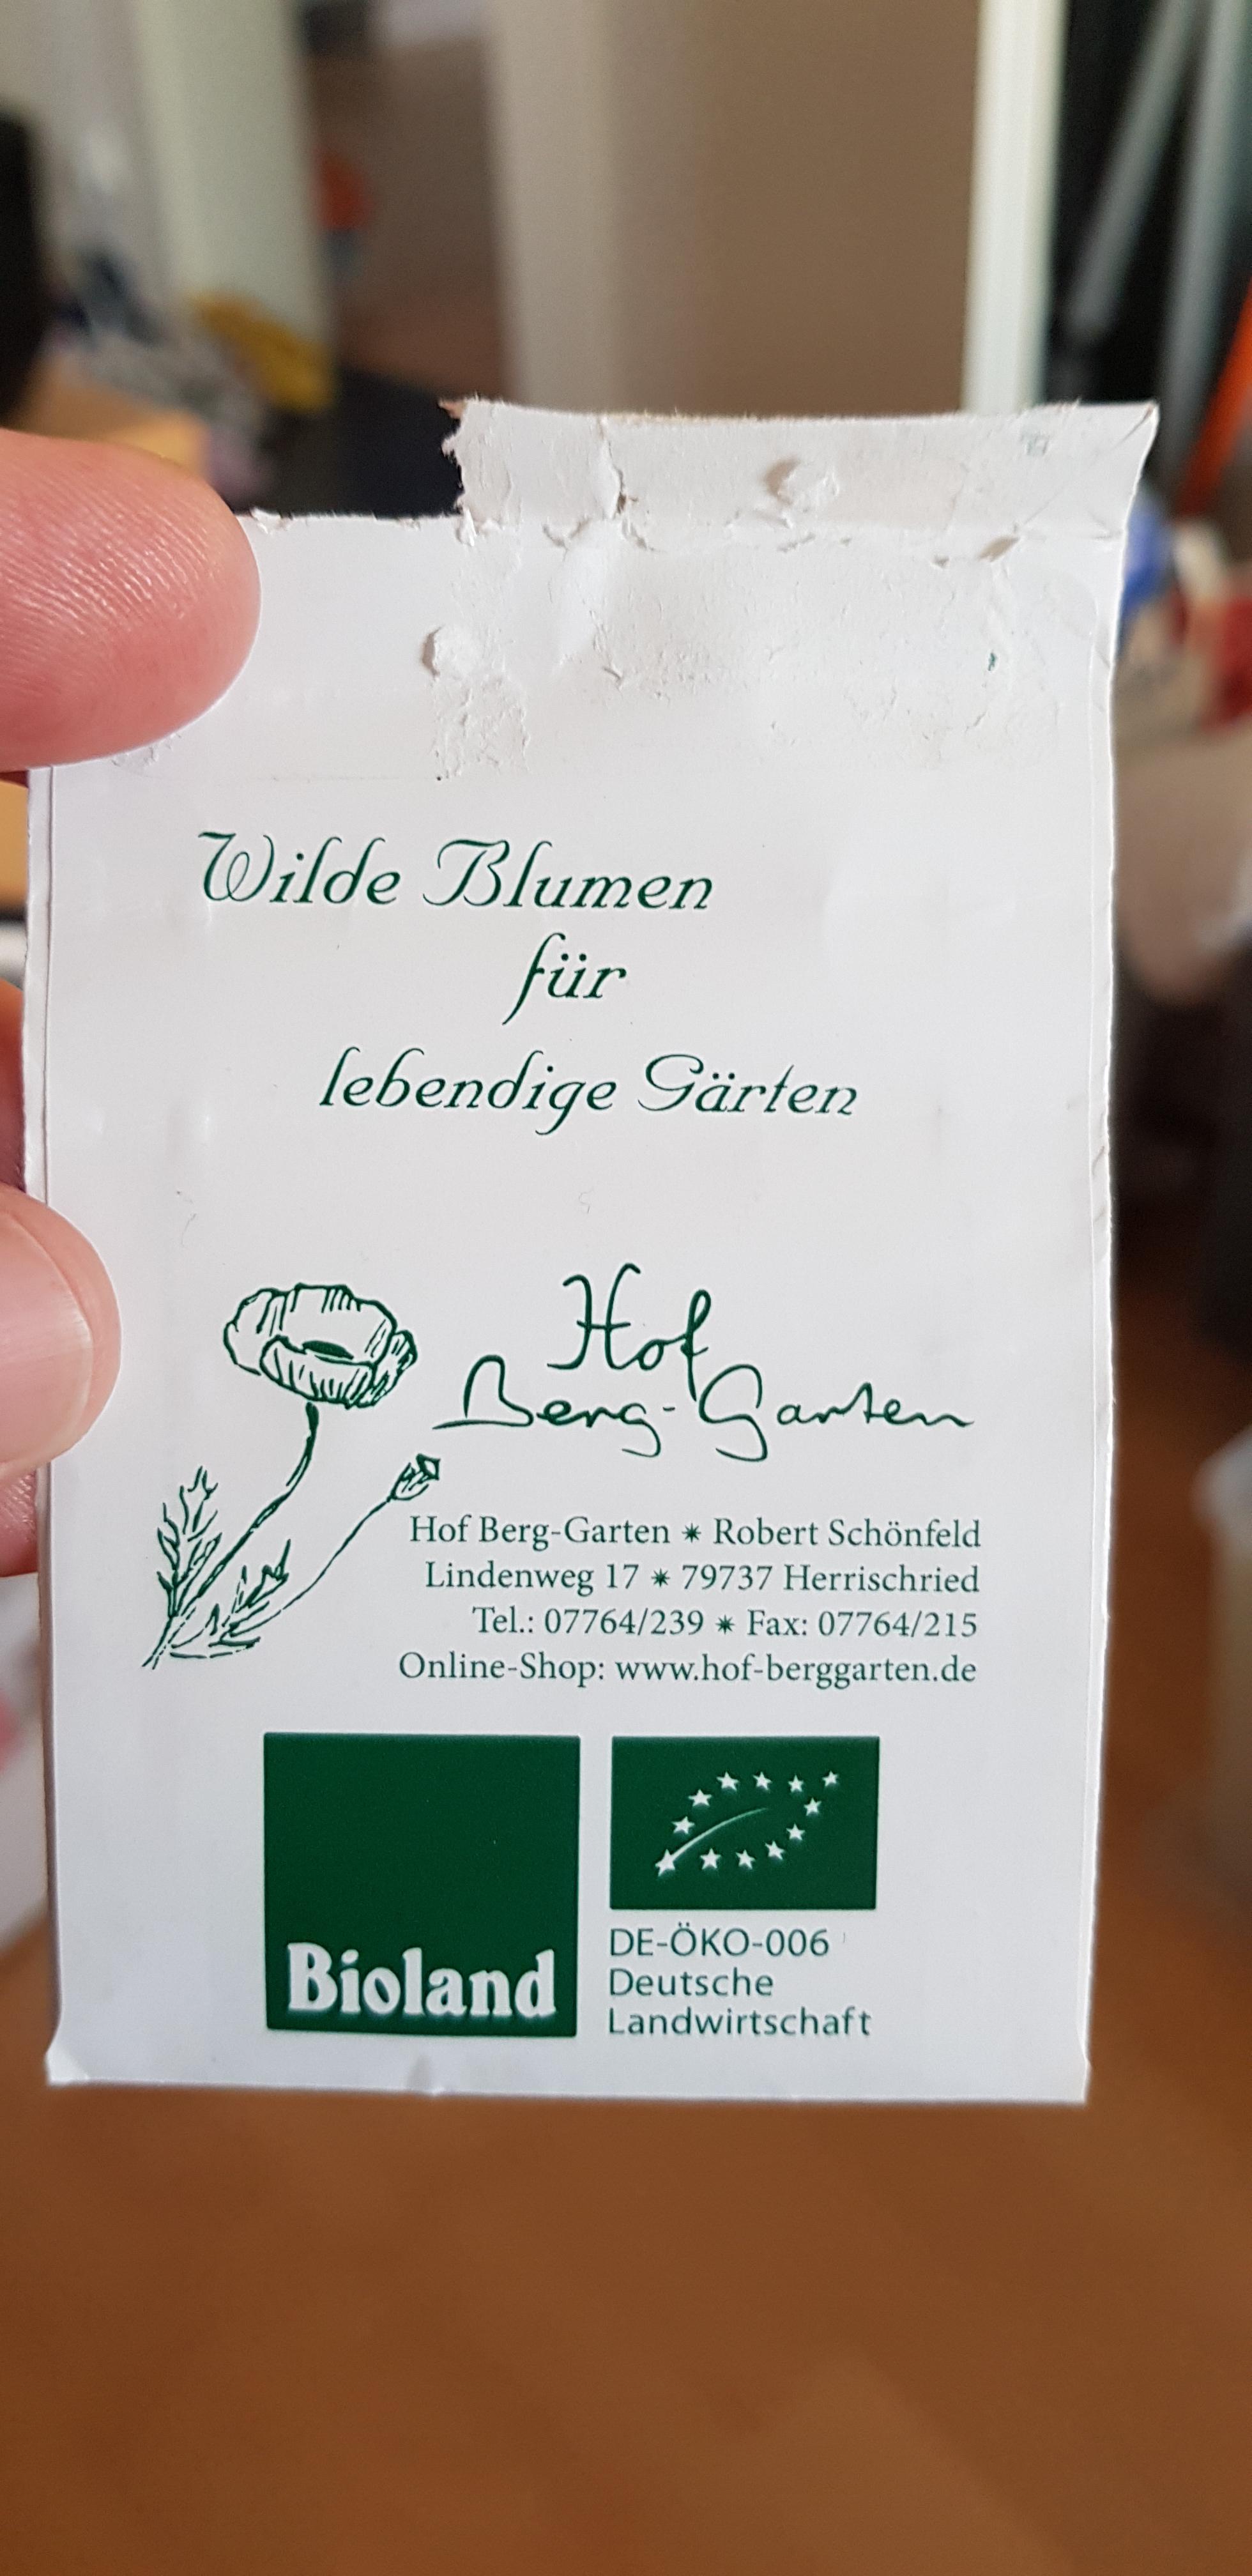 Wilde Blumen
für
lebendige Gärten
Hof
Berg-Garten
Hof Berg-Garten ✷ Robert Schönfeld
Lindenweg 17 ✷ 79737 Herrischried
Tel.: 07764/239 ✷ Fax: 07764/215
Online-Shop: www.hof-berggarten.de
Bioland
DE-ÖKO-006
Deutsche
Landwirtschaft